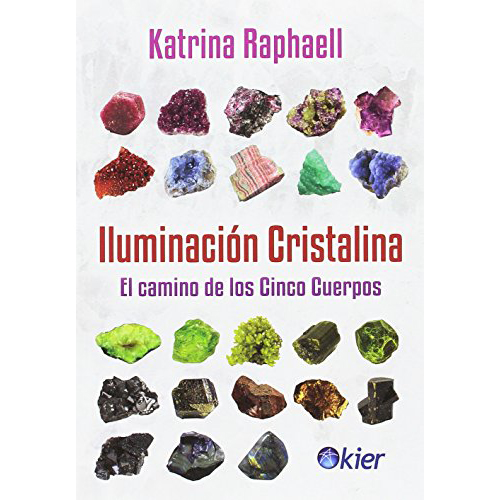 Katrina Raphaell
Iluminación Cristalina
El camino de los Cinco Cuerpos
kier